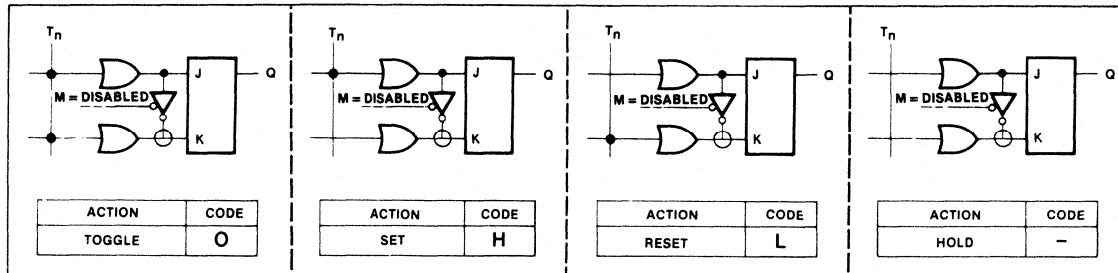 Tn
J
Q
M = DISABLED
K
ACTION CODE
TOGGLE O
Tn
J
Q
M = DISABLED
K
ACTION CODE
SET H
Tn
J
Q
M = DISABLED
K
ACTION CODE
RESET L
Tn
J
Q
M = DISABLED
K
ACTION CODE
HOLD –